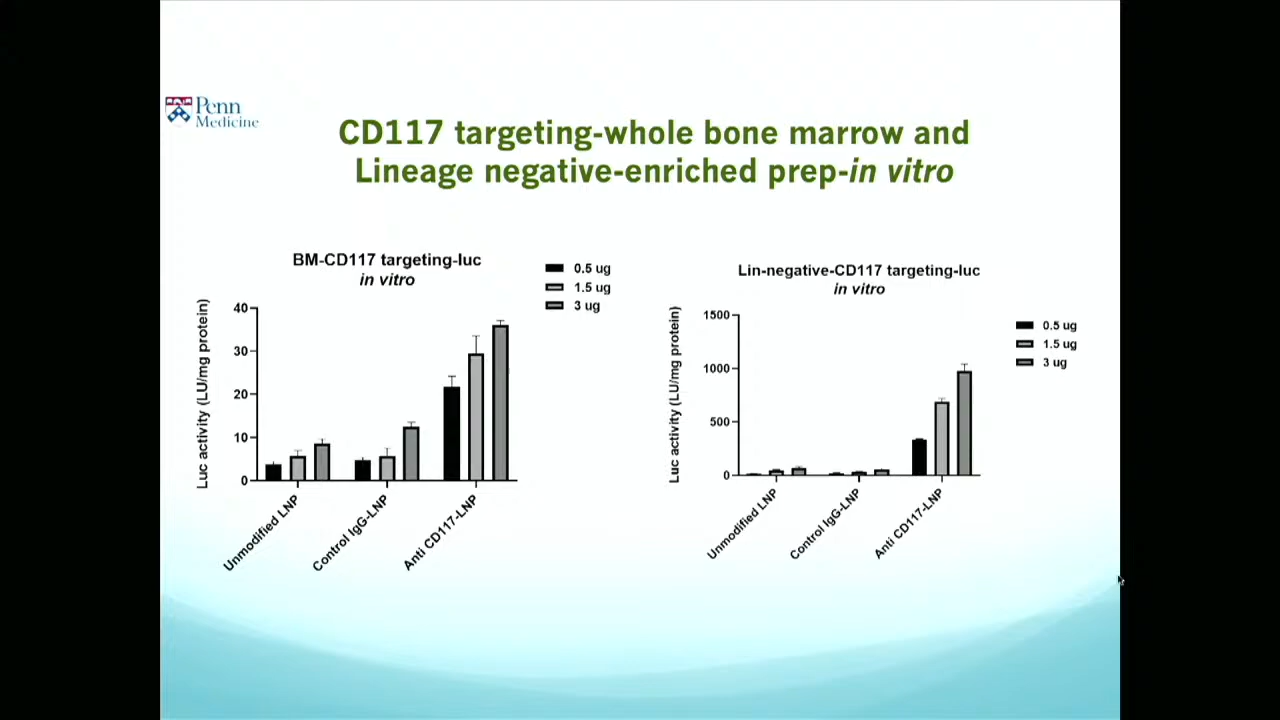 Penn
Medicine
CD117 targeting-whole bone marrow and
Lineage negative-enriched prep-in vitro
BM-CD117 targeting-luc
in vitro
0.5 ug
1.5 ug
3 ug
Luc activity (LU/mg protein)
40
30
20
10
0
Unmodified LNP
Control IgG-LNP
Anti CD117-LNP
Lin-negative-CD117 targeting-luc
in vitro
0.5 ug
1.5 ug
3 ug
Luc activity (LU/mg protein)
1500
1000
500
0
Unmodified LNP
Control IgG-LNP
Anti CD117-LNP